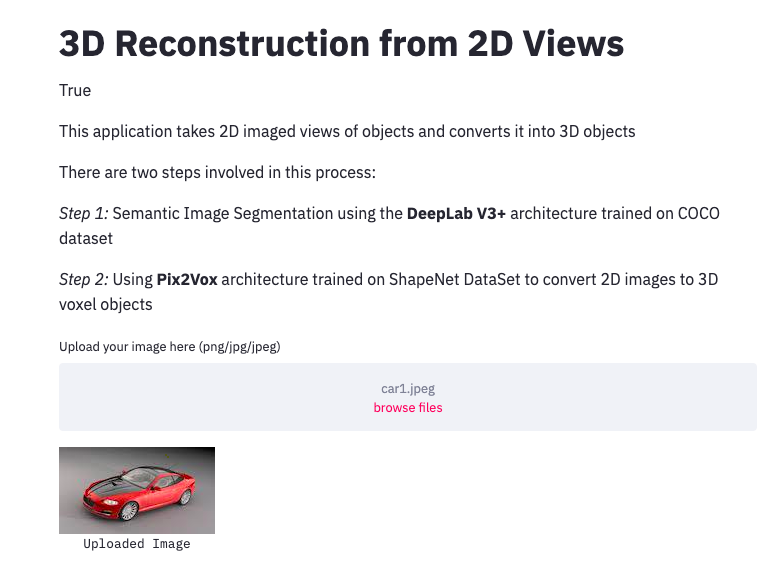 3D Reconstruction from 2D Views
True
This application takes 2D imaged views of objects and converts it into 3D objects
There are two steps involved in this process:
Step 1: Semantic Image Segmentation using the DeepLab V3+ architecture trained on COCO
dataset
Step 2: Using Pix2Vox architecture trained on ShapeNet DataSet to convert 2D images to 3D
voxel objects
Upload your image here (png/jpg/jpeg)
car1.jpeg
browse files
Uploaded Image